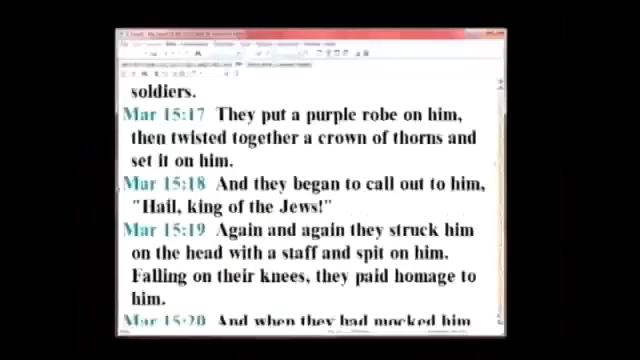 soldiers.
Mar 15:17 They put a purple robe on him,
then twisted together a crown of thorns and
set it on him.
Mar 15:18 And they began to call out to him,
"Hail, king of the Jews!"
Mar 15:19 Again and again they struck him
on the head with a staff and spit on him.
Falling on their knees, they paid homage to
him.
Mar 15:20 And when they had mocked him